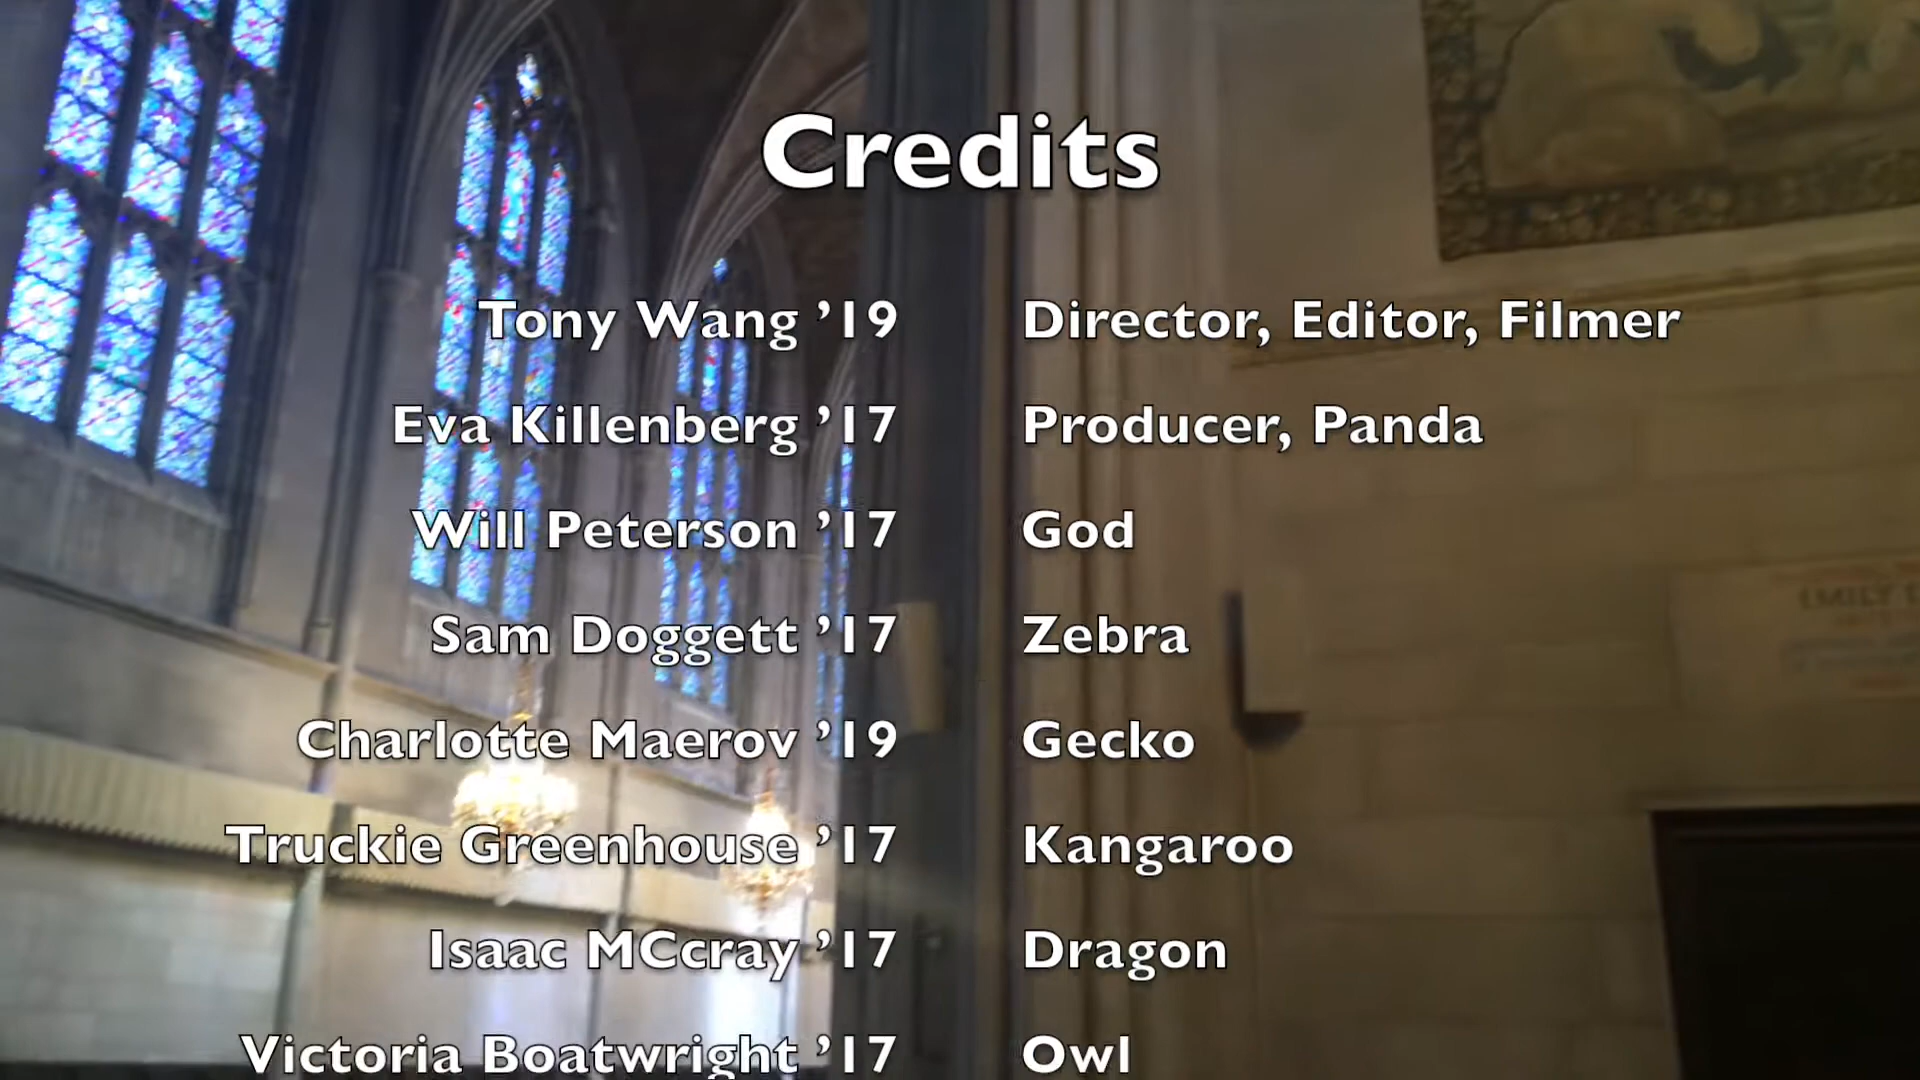 Credits
Tony Wang ’19 Director, Editor, Filmer
Eva Killenberg ’17 Producer, Panda
Will Peterson ’17 God
Sam Doggett ’17 Zebra
Charlotte Maerov ’19 Gecko
EMILY
Truckie Greenhouse ’17 Kangaroo
Isaac MCcray ’17 Dragon
Victoria Boatwright ’17 Owl